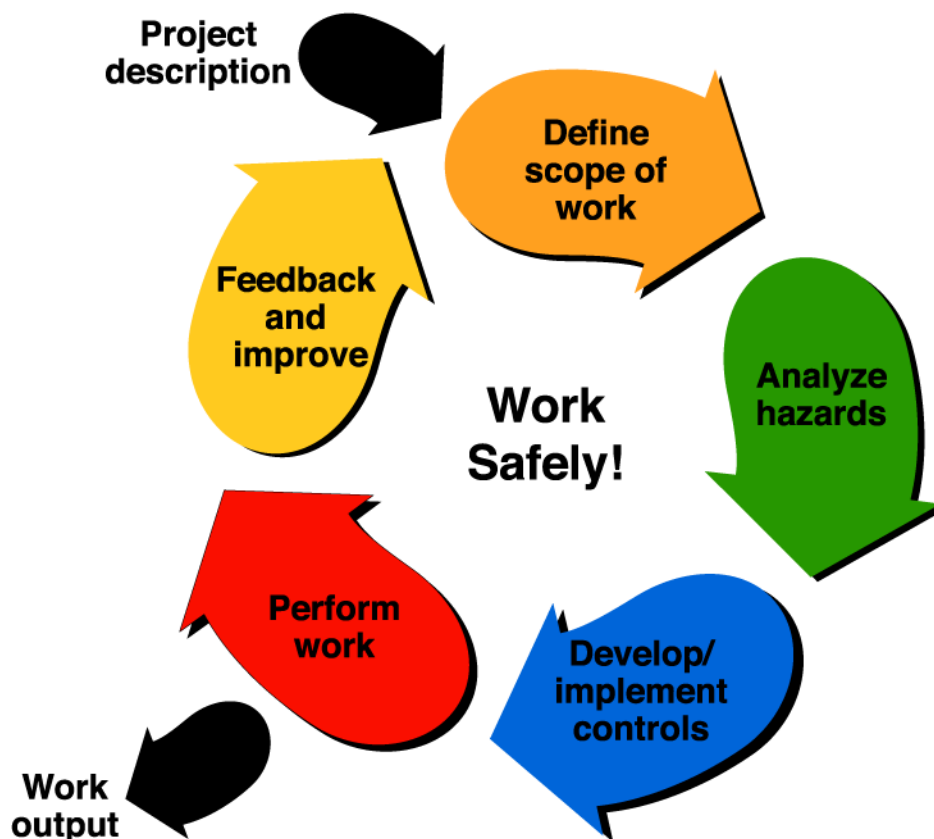 Project
description
Define
scope of
work
Analyze
hazards
Develop/
implement
controls
Perform
work
Work
output
Feedback
and
improve
Work
Safely!